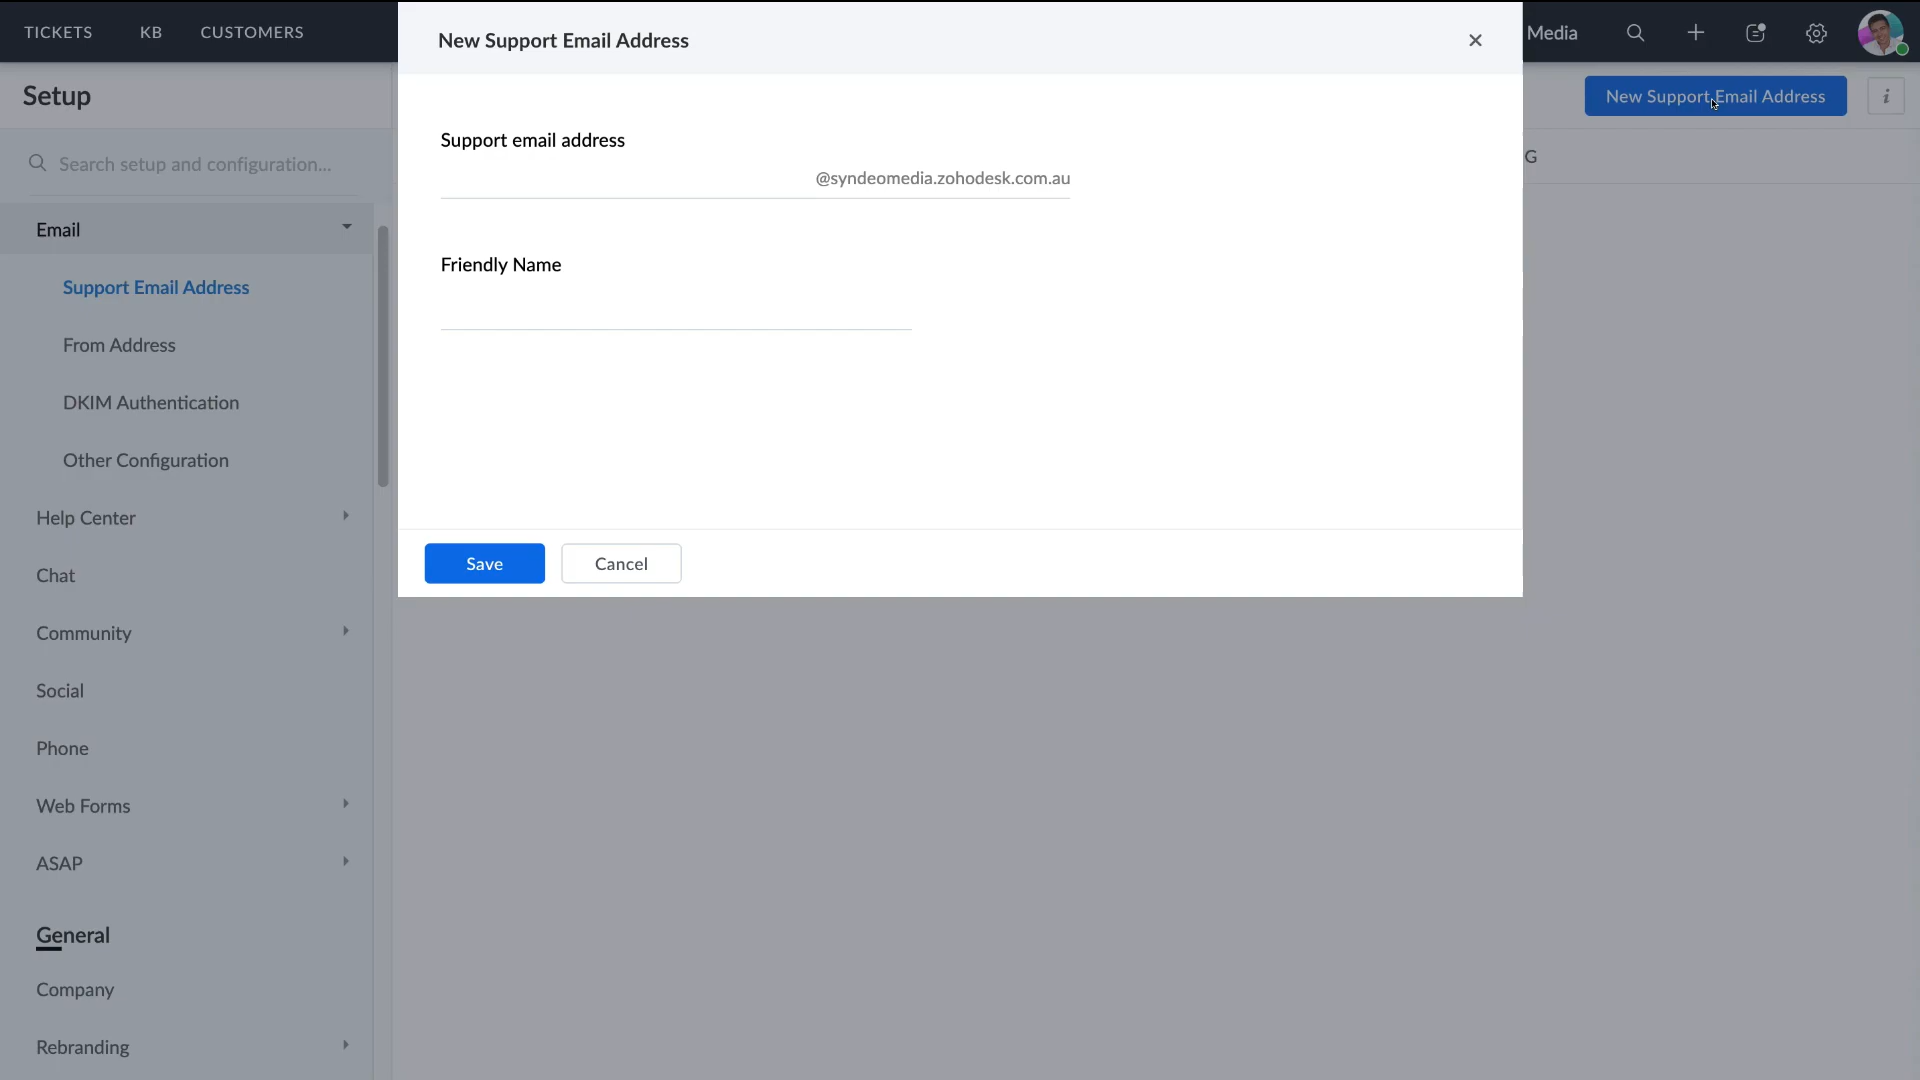 TICKETS KB CUSTOMERS
New Support Email Address
Media
Setup
New Support Email Address
i
Search setup and configuration...
G
Support email address
@syndeomedia.zohodesk.com.au
Email
Support Email Address
Friendly Name
From Address
DKIM Authentication
Other Configuration
Help Center
Save Cancel
Chat
Community
Social
Phone
Web Forms
ASAP
General
Company
Rebranding